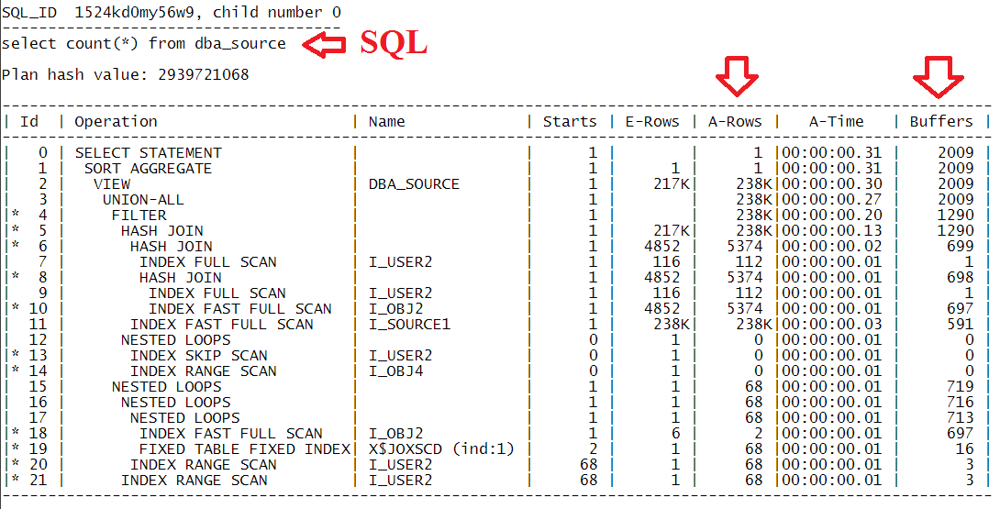 SQL_ID  1524kd0my56w9, child number 0
-------------------------------------
select count(*) from dba_source SQL
Plan hash value: 2939721068
---------------------------------------------------------------------------------------------------------
| Id  | Operation                      | Name             | Starts | E-Rows | A-Rows |   A-Time   | Buffers |
---------------------------------------------------------------------------------------------------------
|   0 | SELECT STATEMENT               |                  |      1 |        |      1 |00:00:00.31 |    2009 |
|   1 |  SORT AGGREGATE                |                  |      1 |      1 |      1 |00:00:00.31 |    2009 |
|   2 |   VIEW                         | DBA_SOURCE       |      1 |    217K|    238K|00:00:00.30 |    2009 |
|   3 |    UNION-ALL                   |                  |      1 |        |    238K|00:00:00.27 |    2009 |
|*  4 |     FILTER                     |                  |      1 |        |    238K|00:00:00.20 |    1290 |
|*  5 |      HASH JOIN                 |                  |      1 |    217K|    238K|00:00:00.13 |    1290 |
|*  6 |       HASH JOIN                |                  |      1 |   4852 |   5374 |00:00:00.02 |     699 |
|   7 |        INDEX FULL SCAN         | I_USER2          |      1 |    116 |    112 |00:00:00.01 |       1 |
|*  8 |        HASH JOIN               |                  |      1 |   4852 |   5374 |00:00:00.01 |     698 |
|   9 |         INDEX FULL SCAN        | I_USER2          |      1 |    116 |    112 |00:00:00.01 |       1 |
|* 10 |         INDEX FAST FULL SCAN   | I_OBJ2           |      1 |   4852 |   5374 |00:00:00.01 |     697 |
|  11 |       INDEX FAST FULL SCAN     | I_SOURCE1        |      1 |    238K|    238K|00:00:00.03 |     591 |
|  12 |      NESTED LOOPS              |                  |      0 |      1 |      0 |00:00:00.01 |       0 |
|* 13 |       INDEX SKIP SCAN          | I_USER2          |      0 |      1 |      0 |00:00:00.01 |       0 |
|* 14 |       INDEX RANGE SCAN         | I_OBJ4           |      0 |      1 |      0 |00:00:00.01 |       0 |
|  15 |     NESTED LOOPS               |                  |      1 |      1 |     68 |00:00:00.01 |     719 |
|  16 |      NESTED LOOPS              |                  |      1 |      1 |     68 |00:00:00.01 |     716 |
|  17 |       NESTED LOOPS             |                  |      1 |      1 |     68 |00:00:00.01 |     713 |
|* 18 |        INDEX FAST FULL SCAN    | I_OBJ2           |      1 |      6 |      2 |00:00:00.01 |     697 |
|* 19 |        FIXED TABLE FIXED INDEX| X$JOXSCD (ind:1) |      2 |      1 |     68 |00:00:00.01 |      16 |
|* 20 |       INDEX RANGE SCAN         | I_USER2          |     68 |      1 |     68 |00:00:00.01 |       3 |
|* 21 |      INDEX RANGE SCAN          | I_USER2          |     68 |      1 |     68 |00:00:00.01 |       3 |
---------------------------------------------------------------------------------------------------------